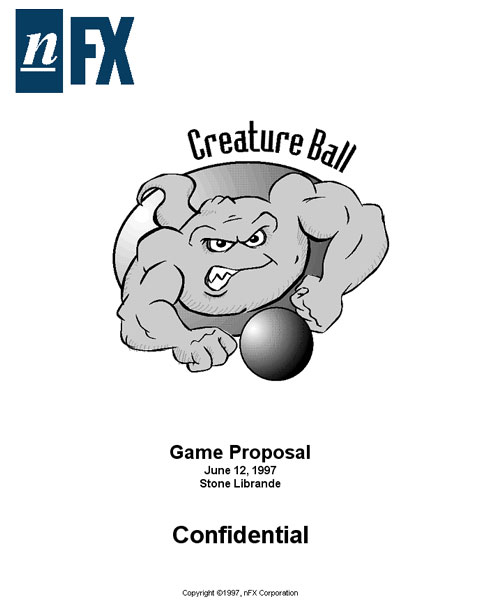 nFX
Creature Ball
Game Proposal
June 12, 1997
Stone Librande
Confidential
Copyright ©1997, nFX Corporation